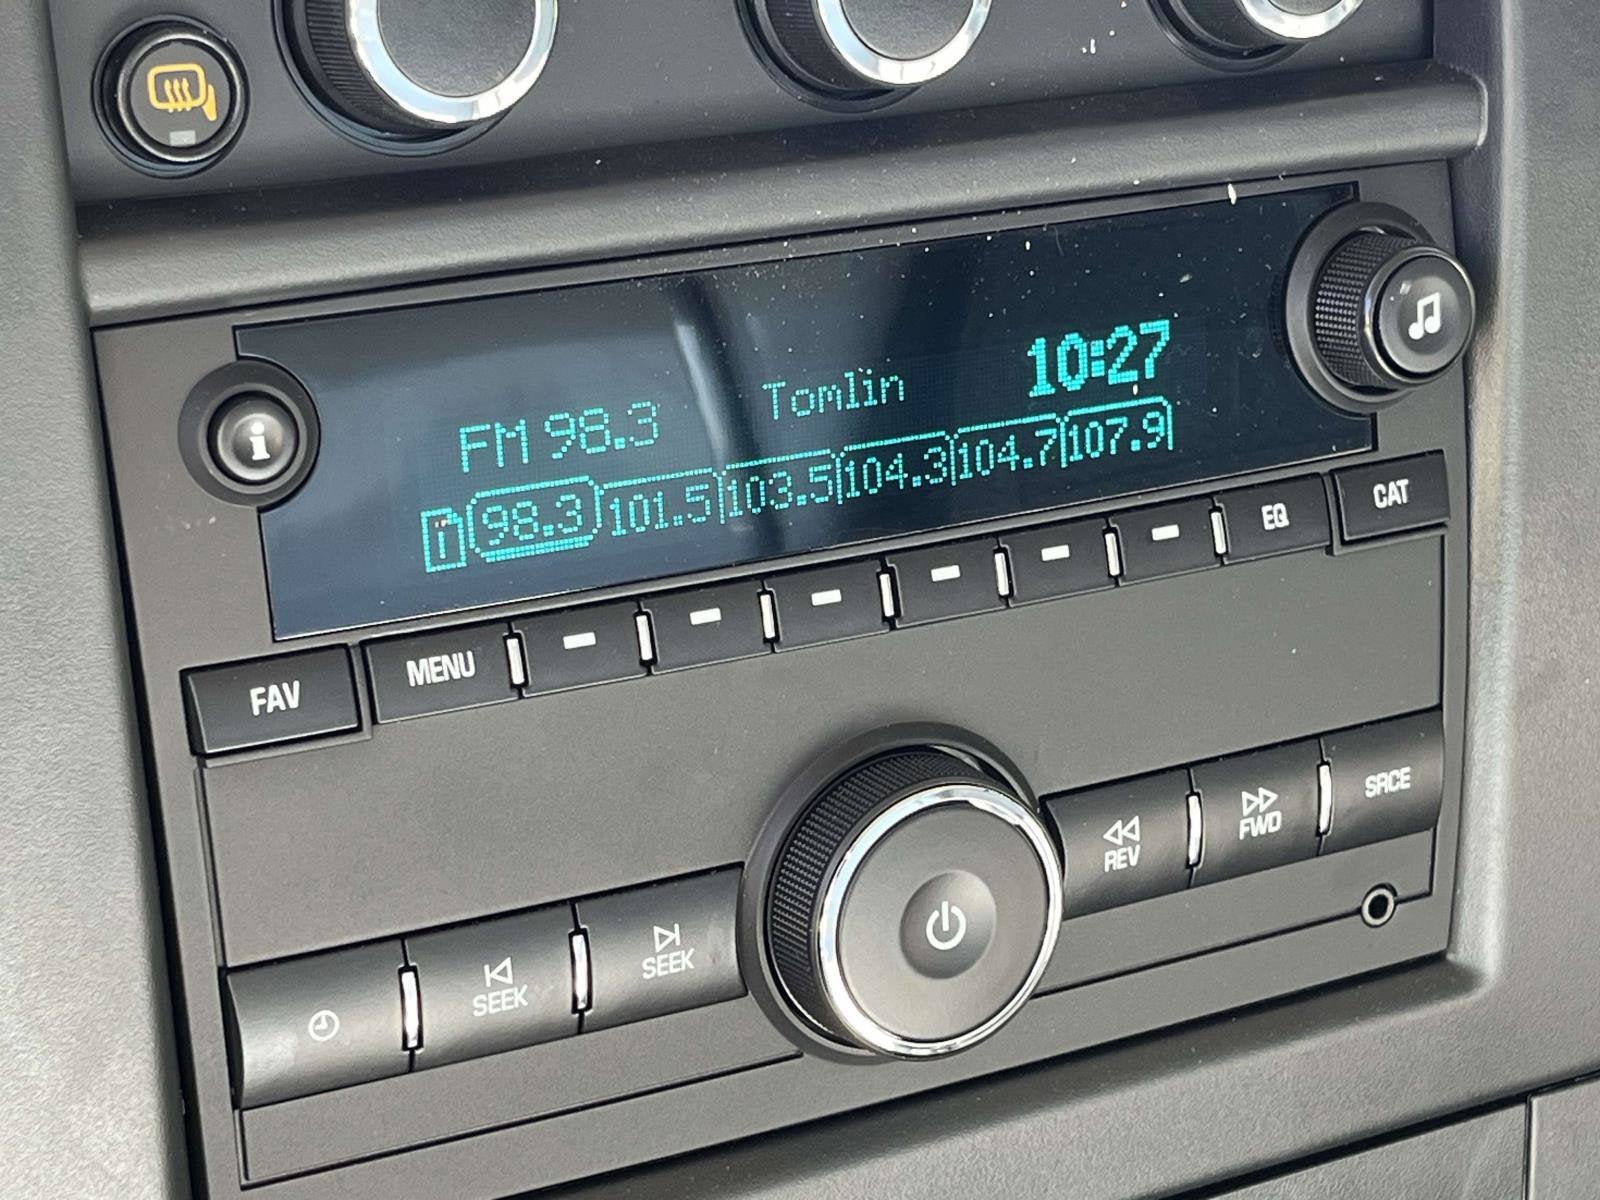 10:27
FM 98.3 Tomlin
1 98.3 101.5 103.5 104.3 104.7 107.9
i
FAV MENU EQ CAT
REV FWD SRCE
SEEK SEEK